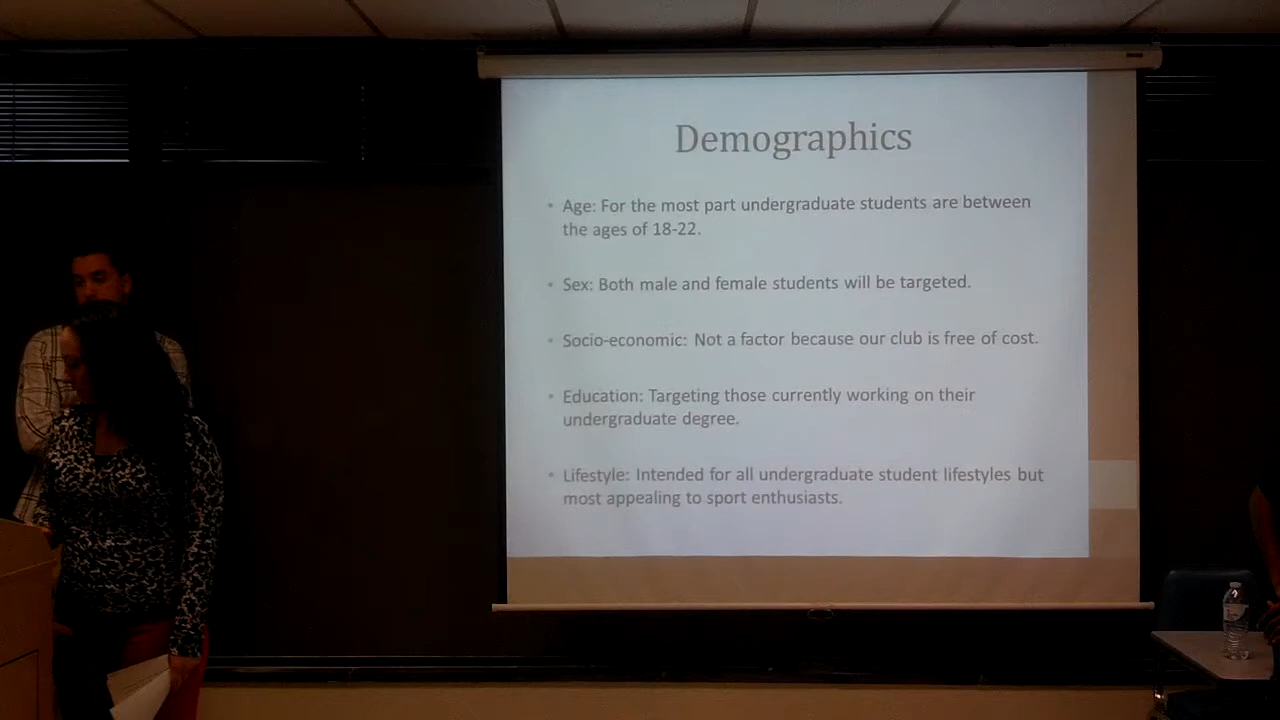 Demographics
• Age: For the most part undergraduate students are between
the ages of 18-22.
• Sex: Both male and female students will be targeted.
• Socio-economic: Not a factor because our club is free of cost.
• Education: Targeting those currently working on their
undergraduate degree.
• Lifestyle: Intended for all undergraduate student lifestyles but
most appealing to sport enthusiasts.